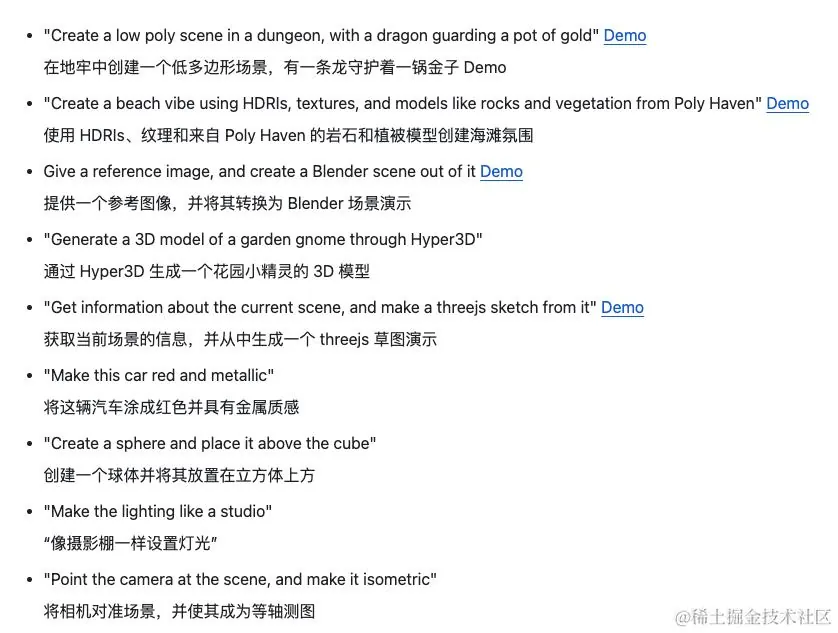 • "Create a low poly scene in a dungeon, with a dragon guarding a pot of gold" Demo
在地牢中创建一个低多边形场景，有一条龙守护着一锅金子 Demo
• "Create a beach vibe using HDRIs, textures, and models like rocks and vegetation from Poly Haven" Demo
使用 HDRIs、纹理和来自 Poly Haven 的岩石和植被模型创建海滩氛围
• Give a reference image, and create a Blender scene out of it Demo
提供一个参考图像，并将其转换为 Blender 场景演示
• "Generate a 3D model of a garden gnome through Hyper3D"
通过 Hyper3D 生成一个花园小精灵的 3D 模型
• "Get information about the current scene, and make a threejs sketch from it" Demo
获取当前场景的信息，并从中生成一个 threejs 草图演示
• "Make this car red and metallic"
将这辆汽车涂成红色并具有金属质感
• "Create a sphere and place it above the cube"
创建一个球体并将其放置在立方体上方
• "Make the lighting like a studio"
“像摄影棚一样设置灯光”
• "Point the camera at the scene, and make it isometric"
将相机对准场景，并使其成为等轴测图
@稀土掘金技术社区